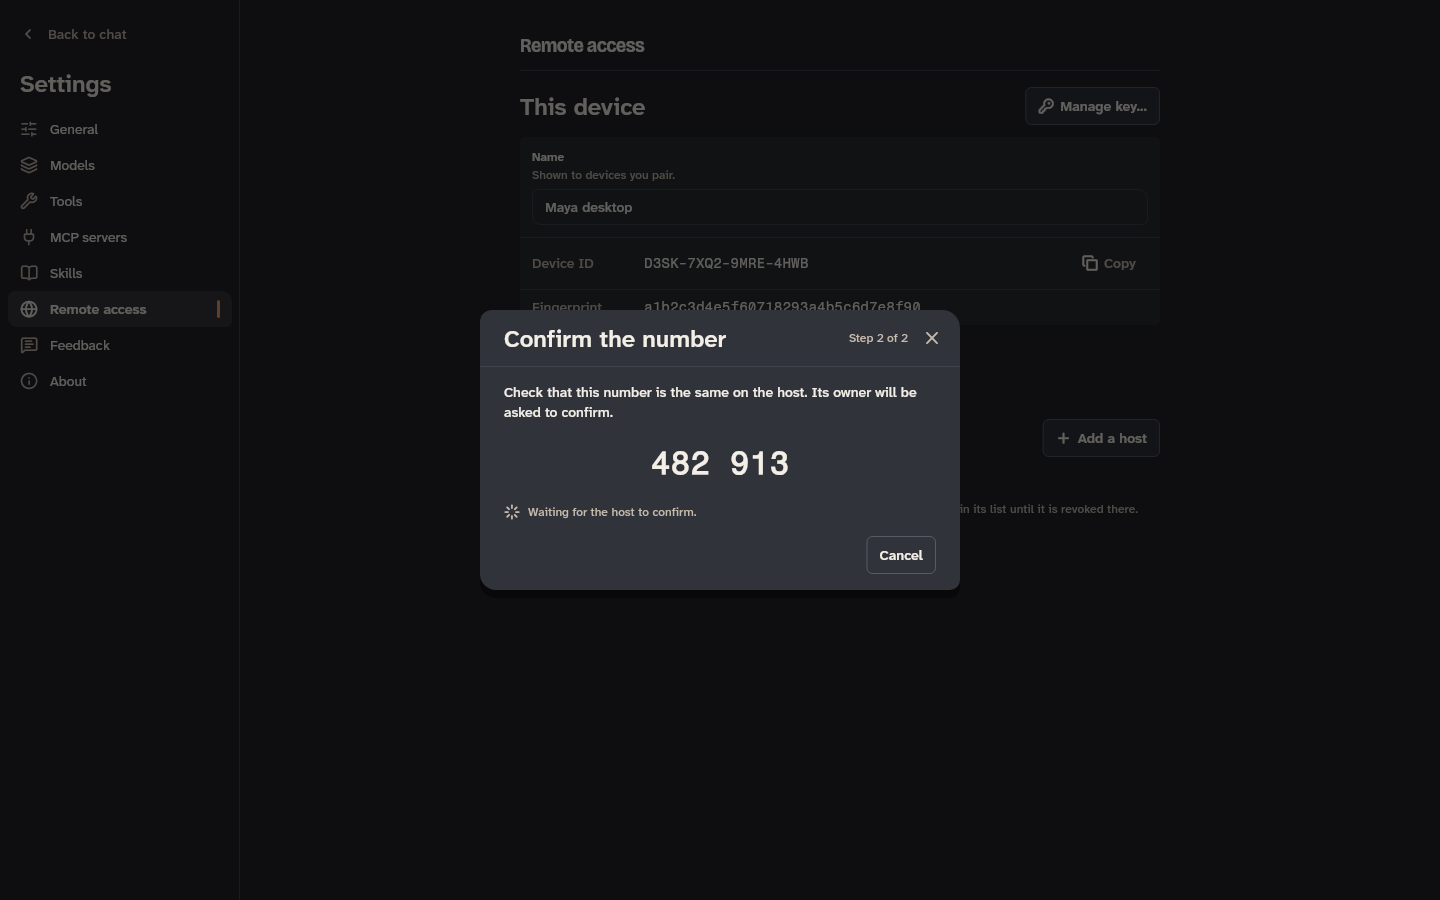 Back to chat
Settings
General
Models
Tools
MCP servers
Skills
Remote access
Feedback
About
Remote access
This device
Manage key...
Name
Shown to devices you pair.
Maya desktop
Device ID
D3SK-7XQ2-9MRE-4HWB
Copy
Fingerprint
a1b2c3d4e5f60718293a4b5c6d7e8f90
Confirm the number
Step 2 of 2
Check that this number is the same on the host. Its owner will be
asked to confirm.
482 913
Waiting for the host to confirm.
Cancel
Add a host
in its list until it is revoked there.